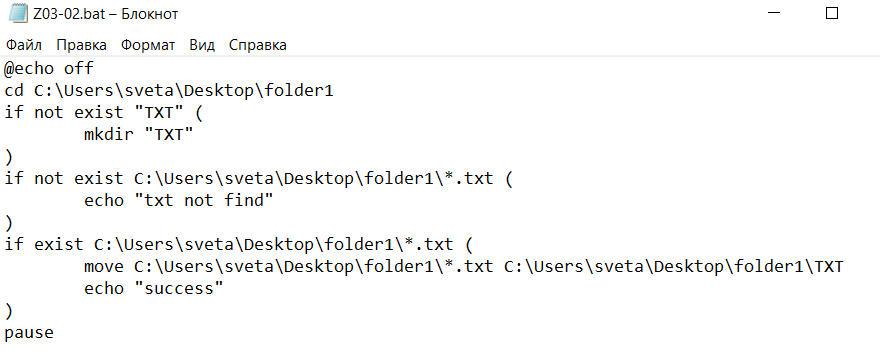 Z03-02.bat – Блокнот
Файл Правка Формат Вид Справка
@echo off
cd C:\Users\sveta\Desktop\folder1
if not exist "TXT" (
        mkdir "TXT"
)
if not exist C:\Users\sveta\Desktop\folder1\*.txt (
        echo "txt not find"
)
if exist C:\Users\sveta\Desktop\folder1\*.txt (
        move C:\Users\sveta\Desktop\folder1\*.txt C:\Users\sveta\Desktop\folder1\TXT
        echo "success"
)
pause